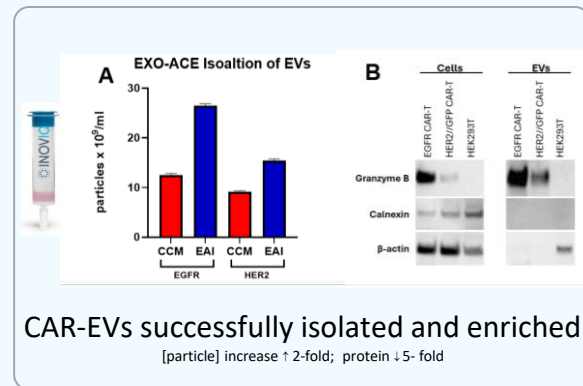 INOVIQ
A
EXO-ACE Isoaltion of EVs
particles x 10⁹/ml
30
20
10
0
CCM EAI CCM EAI
EGFR HER2
B
Cells EVs
EGFR CAR-T
HER2//GFP CAR-T
HEK293T
EGFR CAR-T
HER2/GFP CAR-T
HEK293T
Granzyme B
Calnexin
β-actin
CAR-EVs successfully isolated and enriched
[particle] increase ↑ 2-fold; protein ↓ 5- fold